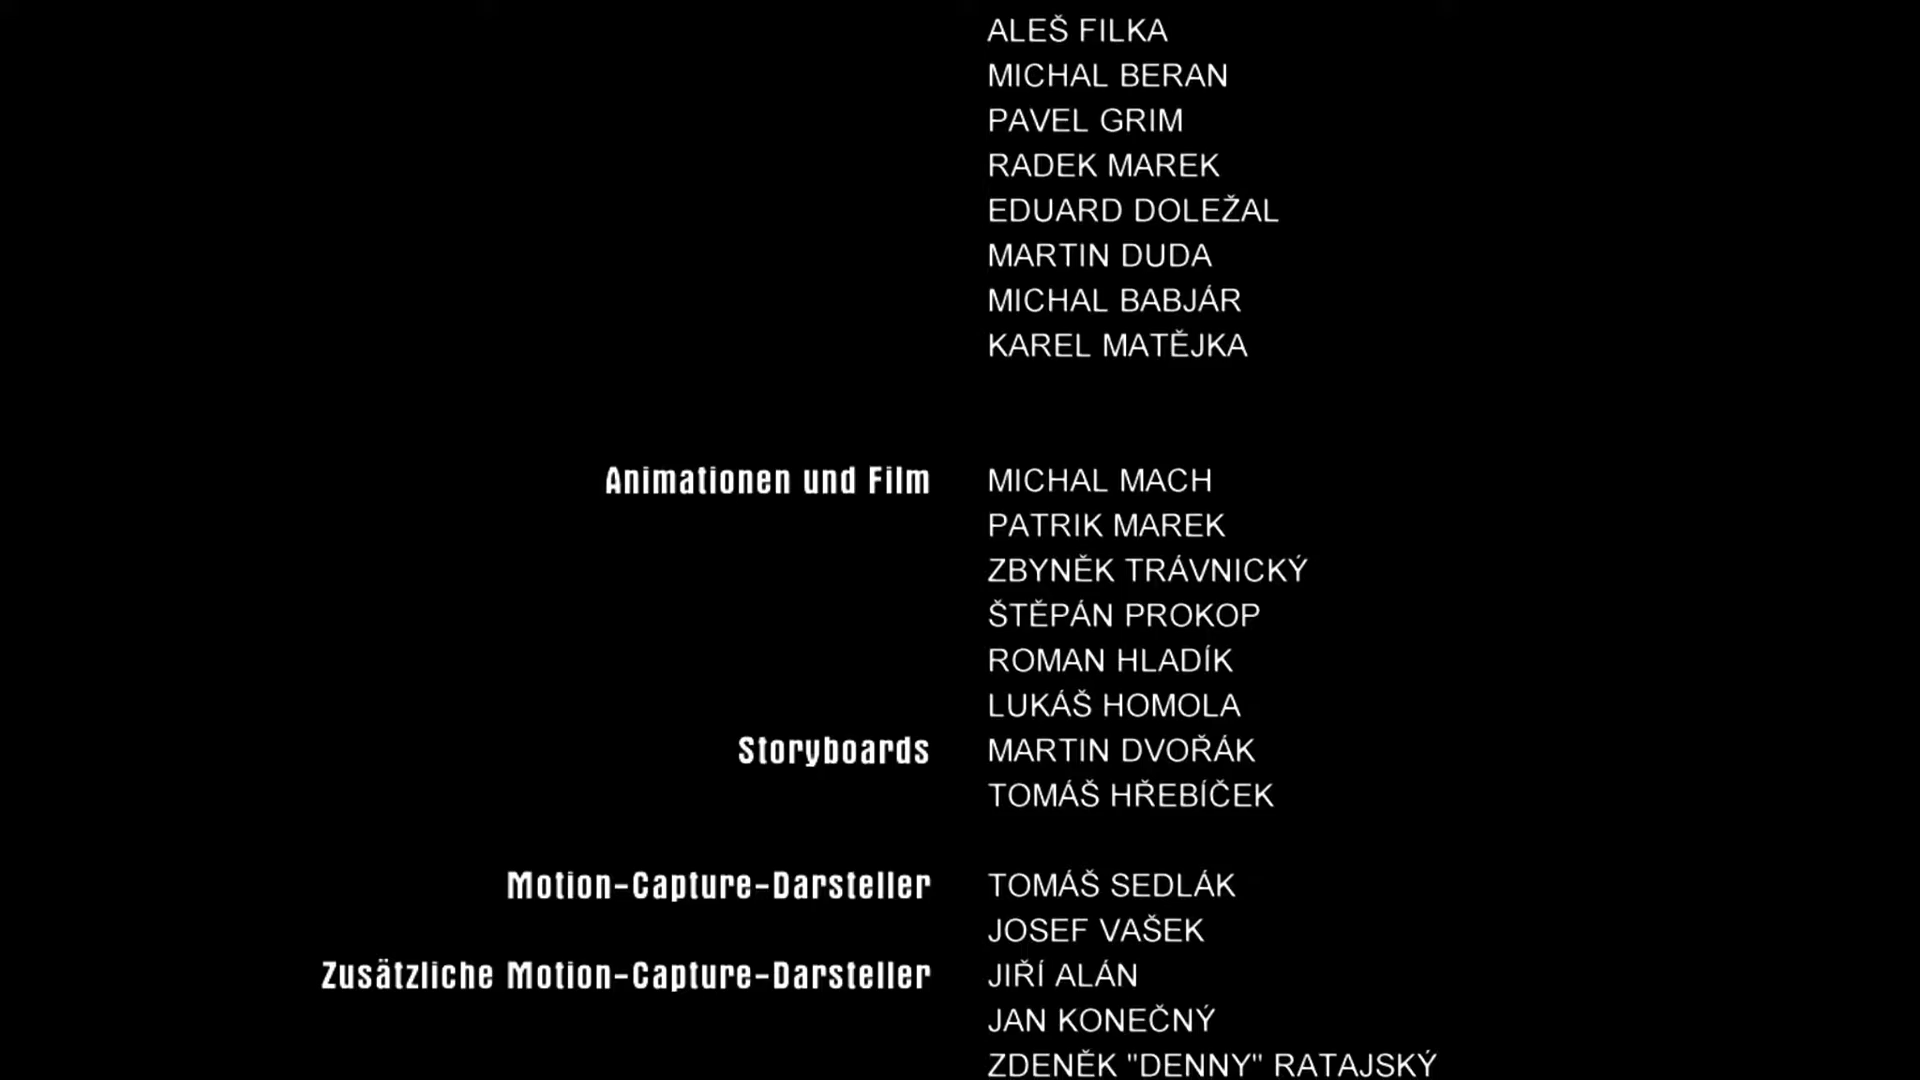 ALEŠ FILKA
MICHAL BERAN
PAVEL GRIM
RADEK MAREK
EDUARD DOLEŽAL
MARTIN DUDA
MICHAL BABJÁR
KAREL MATĚJKA
Animationen und Film MICHAL MACH
PATRIK MAREK
ZBYNĚK TRÁVNICKÝ
ŠTĚPÁN PROKOP
ROMAN HLADÍK
LUKÁŠ HOMOLA
Storyboards MARTIN DVOŘÁK
TOMÁŠ HŘEBÍČEK
Motion-Capture-Darsteller TOMÁŠ SEDLÁK
JOSEF VAŠEK
Zusätzliche Motion-Capture-Darsteller JIŘÍ ALÁN
JAN KONEČNÝ
ZDENĚK "DENNY" RATAJSKÝ